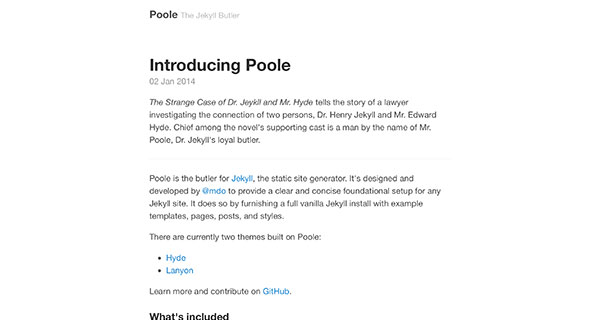 Poole The Jekyll Butler
Introducing Poole
02 Jan 2014
The Strange Case of Dr. Jeykll and Mr. Hyde tells the story of a lawyer
investigating the connection of two persons, Dr. Henry Jekyll and Mr. Edward
Hyde. Chief among the novel's supporting cast is a man by the name of Mr.
Poole, Dr. Jekyll's loyal butler.
Poole is the butler for Jekyll, the static site generator. It's designed and
developed by @mdo to provide a clear and concise foundational setup for any
Jekyll site. It does so by furnishing a full vanilla Jekyll install with example
templates, pages, posts, and styles.
There are currently two themes built on Poole:
• Hyde
• Lanyon
Learn more and contribute on GitHub.
What's included